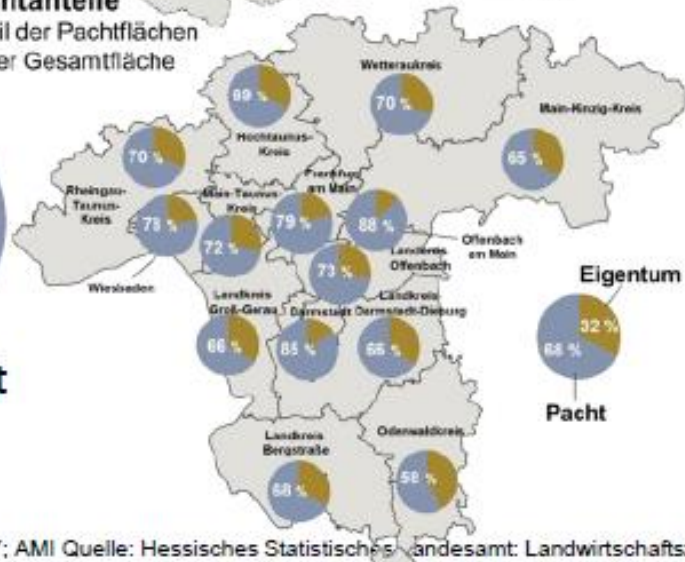 il der Pachtflächen
er Gesamtfläche
Wetteraukreis
69 %
70 %
Main-Kinzig-Kreis
Hochtaunus-
Kreis
70 %
65 %
Rheingau-
Taunus-
Kreis
Main-Taunus-
Kreis
Frankfurt
am Main
78 %
72 %
79 %
88 %
Offenbach
am Main
Landkreis
Offenbach
73 %
Wiesbaden
Eigentum
Landkreis
Groß-Gerau
Darmstadt
Landkreis
Darmstadt-Dieburg
32 %
68 %
66 %
85 %
66 %
t
Pacht
Landkreis
Bergstraße
Odenwaldkreis
68 %
58 %
; AMI Quelle: Hessisches Statistisches andesamt: Landwirtschafts